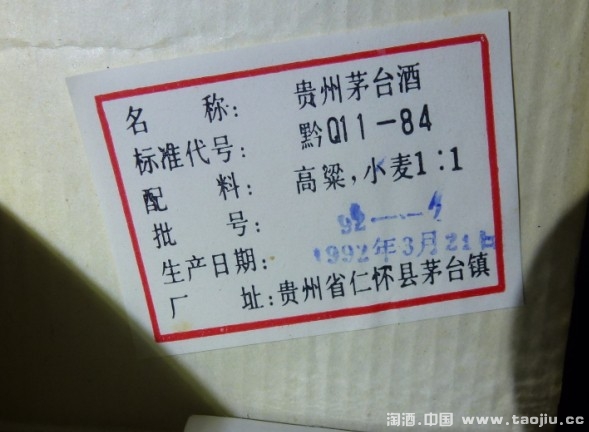 名 称: 贵州茅台酒
标准代号: 黔Q11-84
配 料: 高粱,小麦1:1
批 号:
生产日期: 1992年3月21日
厂 址:贵州省仁怀县茅台镇
淘酒.中国 www.taojiu.cc